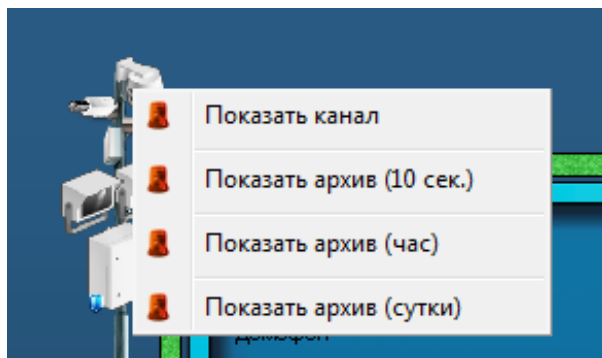 Показать канал
Показать архив (10 сек.)
Показать архив (час)
Показать архив (сутки)